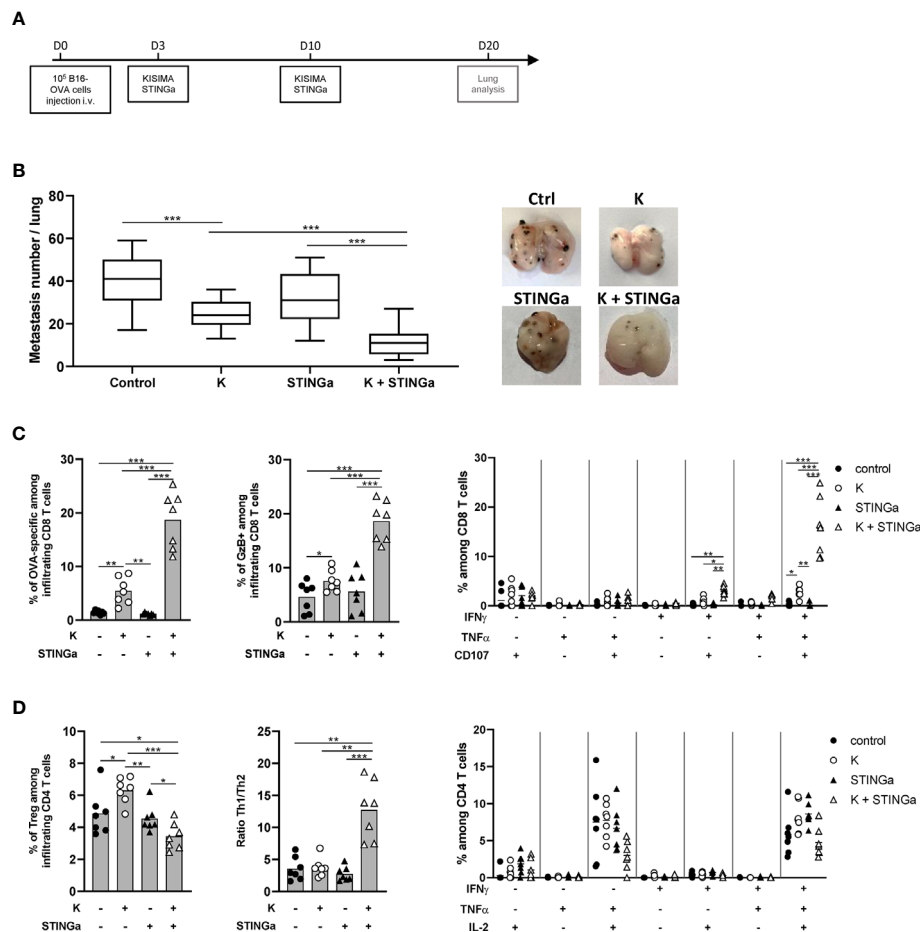 A
D0 D3 D10 D20
10⁵ B16-
OVA cells
injection i.v.
KISIMA
STINGa
KISIMA
STINGa
Lung
analysis
B
Metastasis number / lung
80
60
40
20
0
*** *** ***
Control K STINGa K + STINGa
Ctrl K
STINGa K + STINGa
C
% of OVA-specific among
infiltrating CD8 T cells
30
20
10
0
***
***
***
** **
K - + - +
STINGa - - + +
% of GzB+ among
infiltrating CD8 T cells
30
20
10
0
***
***
***
*
K - + - +
STINGa - - + +
% among CD8 T cells
40
30
20
10
0
**
*
**
***
***
***
* **
IFNγ - - - + + + +
TNFα - + + - - + +
CD107 + - + - + - +
control
K
STINGa
K + STINGa
D
% of Treg among
infiltrating CD4 T cells
10
8
6
4
2
0
*
* ***
**
*
K - + - +
STINGa - - + +
Ratio Th1/Th2
25
20
15
10
5
0
**
**
***
K - + - +
STINGa - - + +
% among CD4 T cells
20
15
10
5
0
IFNγ - - - + + + +
TNFα - + + - - + +
IL-2 + - + - + - +
control
K
STINGa
K + STINGa